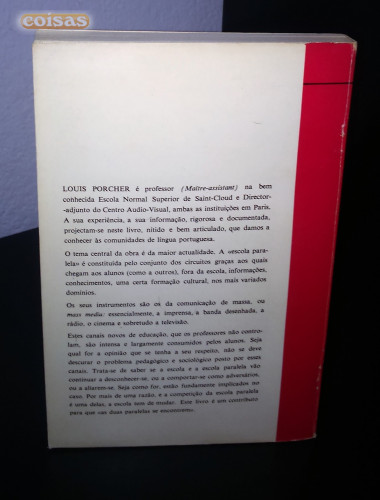 coisas
LOUIS PORCHER é professor (Maître-assistant) na bem
conhecida Escola Normal Superior de Saint-Cloud e Director-
-adjunto do Centro Audio-Visual, ambas as instituições em Paris.
A sua experiência, a sua informação, rigorosa e documentada,
projectam-se neste livro, nítido e bem articulado, que damos a
conhecer às comunidades de língua portuguesa.
O tema central da obra é da maior actualidade. A «escola para-
lela» é constituída pelo conjunto dos circuitos graças aos quais
chegam aos alunos (como a outros), fora da escola, informações,
conhecimentos, uma certa formação cultural, nos mais variados
domínios.
Os seus instrumentos são os da comunicação de massa, ou
mass media: essencialmente, a imprensa, a banda desenhada, a
rádio, o cinema e sobretudo a televisão.
Estes canais novos de educação, que os professores não contro-
lam, são intensa e largamente consumidos pelos alunos. Seja
qual for a opinião que se tenha a seu respeito, não se deve
descurar o problema pedagógico e sociológico posto por esses
canais. Trata-se de saber se a escola e a escola paralela vão
continuar a desconhecer-se, ou a comportar-se como adversários,
ou a aliarem-se. Seja como for, estão fundamente implicados no
caso. Por mais de uma razão, e a competição da escola paralela
é uma delas, a escola tem de mudar. Este livro é um contributo
para que «as duas paralelas se encontrem».